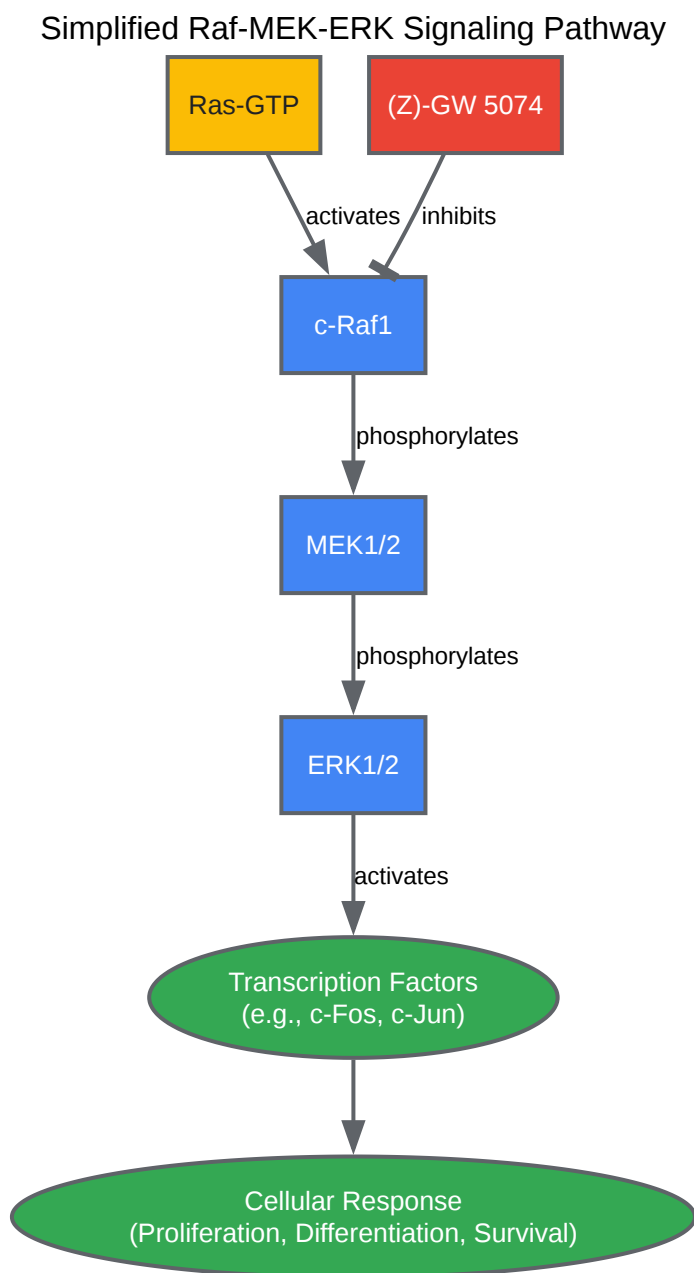 Simplified Raf-MEK-ERK Signaling Pathway
Ras-GTP
(Z)-GW 5074
activates
inhibits
c-Raf1
phosphorylates
MEK1/2
phosphorylates
ERK1/2
activates
Transcription Factors
(e.g., c-Fos, c-Jun)
Cellular Response
(Proliferation, Differentiation, Survival)